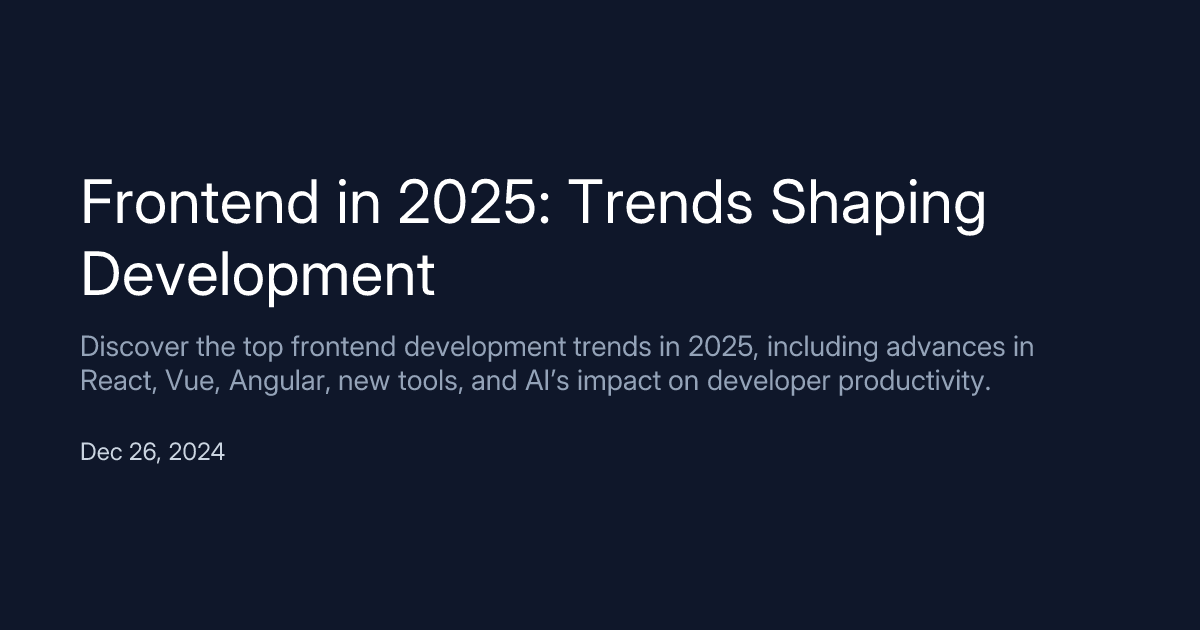 Frontend in 2025: Trends Shaping
Development
Discover the top frontend development trends in 2025, including advances in
React, Vue, Angular, new tools, and AI’s impact on developer productivity.
Dec 26, 2024